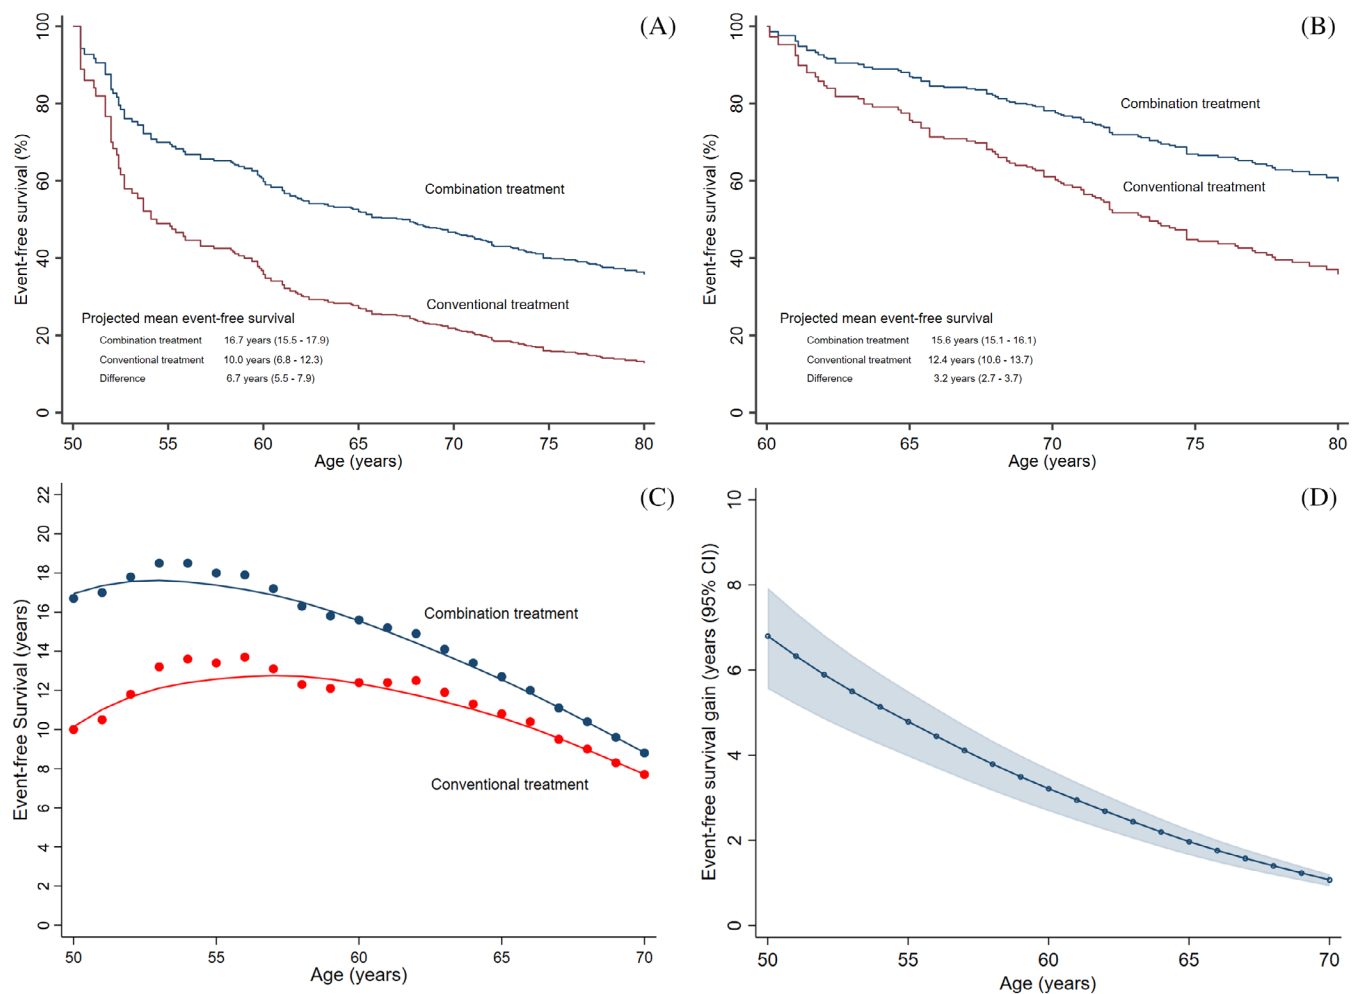 (A)
100
80
60
40
20
0
Event-free survival (%)
Combination treatment
Conventional treatment
Projected mean event-free survival
Combination treatment 16.7 years (15.5 - 17.9)
Conventional treatment 10.0 years (6.8 - 12.3)
Difference 6.7 years (5.5 - 7.9)
50 55 60 65 70 75 80
Age (years)
(B)
100
80
60
40
20
0
Event-free survival (%)
Combination treatment
Conventional treatment
Projected mean event-free survival
Combination treatment 15.6 years (15.1 - 16.1)
Conventional treatment 12.4 years (10.6 - 13.7)
Difference 3.2 years (2.7 - 3.7)
60 65 70 75 80
Age (years)
(C)
22
20
18
16
14
12
10
8
6
4
2
0
Event-free Survival (years)
Combination treatment
Conventional treatment
50 55 60 65 70
Age (years)
(D)
10
8
6
4
2
0
Event-free survival gain (years (95% CI))
50 55 60 65 70
Age (years)